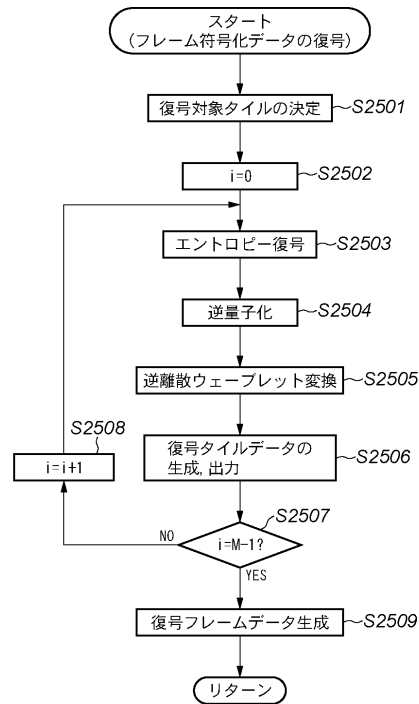 スタート
(フレーム符号化データの復号)
復号対象タイルの決定
S2501
i=0
S2502
エントロピー復号
S2503
逆量子化
S2504
逆離散ウェーブレット変換
S2505
復号タイルデータの
生成,出力
S2506
S2508
i=i+1
S2507
i=M-1?
NO
YES
復号フレームデータ生成
S2509
リターン